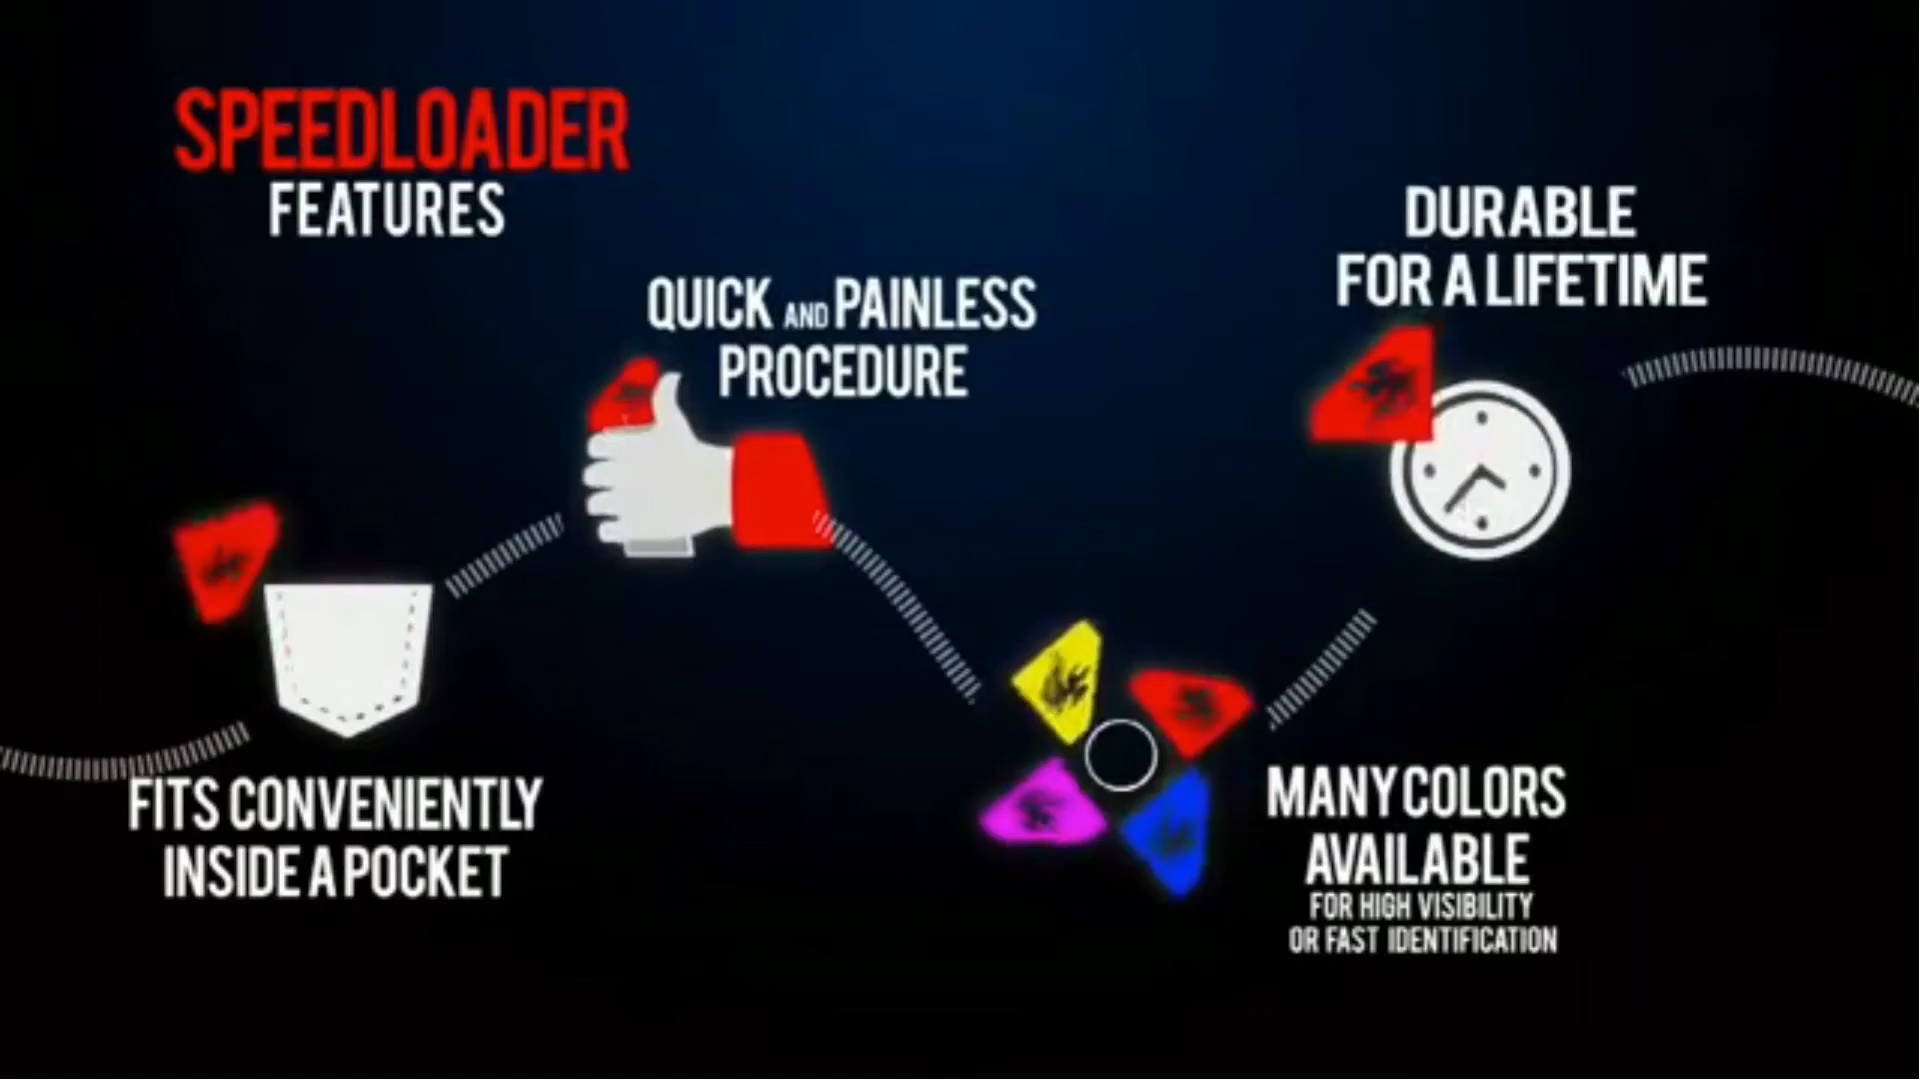 SPEEDLOADER
FEATURES
FITS CONVENIENTLY
INSIDE A POCKET
QUICK AND PAINLESS
PROCEDURE
MANY COLORS
AVAILABLE
FOR HIGH VISIBILITY
OR FAST IDENTIFICATION
DURABLE
FOR A LIFETIME